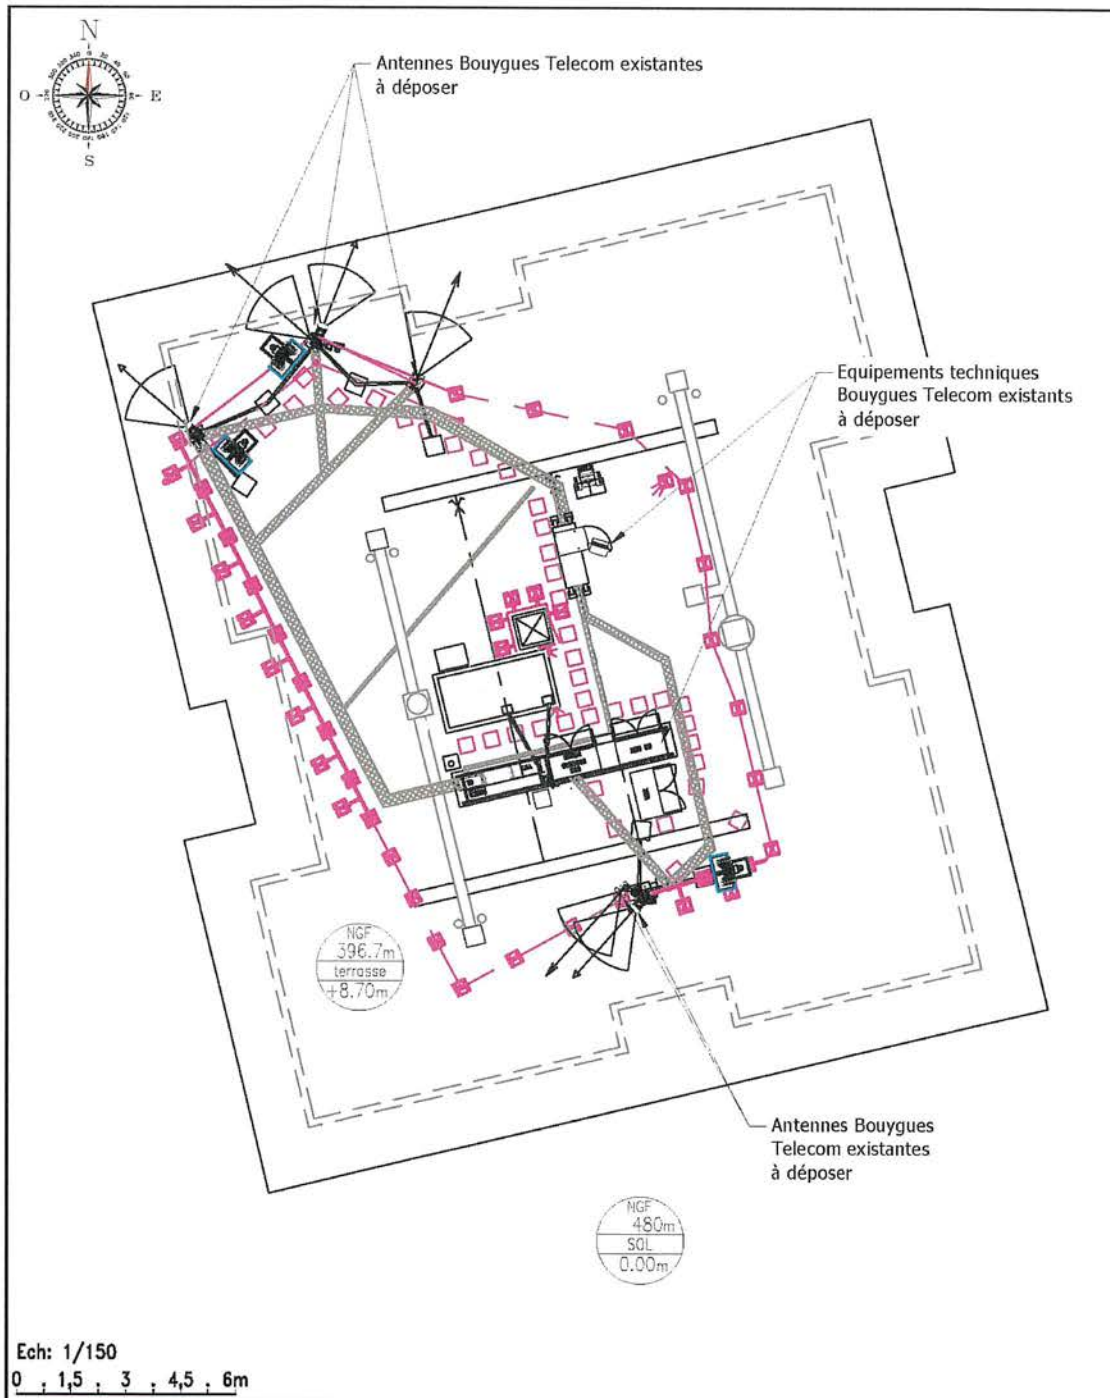 N
O
E
S
Antennes Bouygues Telecom existantes
à déposer
Equipements techniques
Bouygues Telecom existants
à déposer
NGF
396.7m
terrasse
+8.70m
Antennes Bouygues
Telecom existantes
à déposer
NGF
480m
SOL
0.00m
Ech: 1/150
0 1,5 3 4,5 6m